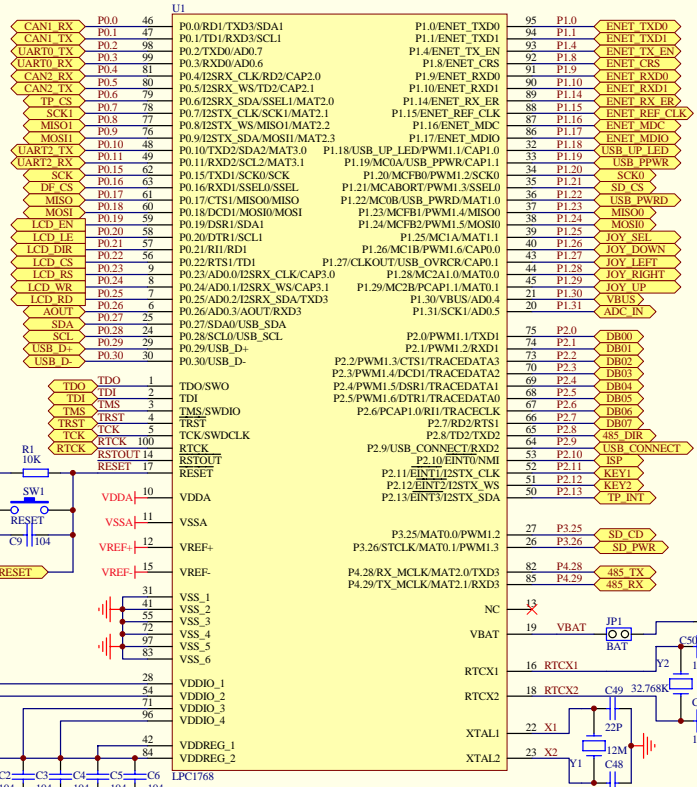 U1
CAN1_RX P0.0 46 P0.0/RD1/TXD3/SDA1 P1.0/ENET_TXD0 95 P1.0 ENET_TXD0
CAN1_TX P0.1 47 P0.1/TD1/RXD3/SCL1 P1.1/ENET_TXD1 94 P1.1 ENET_TXD1
UART0_TX P0.2 98 P0.2/TXD0/AD0.7 P1.4/ENET_TX_EN 93 P1.4 ENET_TX_EN
UART0_RX P0.3 99 P0.3/RXD0/AD0.6 P1.8/ENET_CRS 92 P1.8 ENET_CRS
CAN2_RX P0.4 81 P0.4/I2SRX_CLK/RD2/CAP2.0 P1.9/ENET_RXD0 91 P1.9 ENET_RXD0
CAN2_TX P0.5 80 P0.5/I2SRX_WS/TD2/CAP2.1 P1.10/ENET_RXD1 90 P1.10 ENET_RXD1
TP_CS P0.6 79 P0.6/I2SRX_SDA/SSEL1/MAT2.0 P1.14/ENET_RX_ER 89 P1.14 ENET_RX_ER
SCK1 P0.7 78 P0.7/I2STX_CLK/SCK1/MAT2.1 P1.15/ENET_REF_CLK 88 P1.15 ENET_REF_CLK
MISO1 P0.8 77 P0.8/I2STX_WS/MISO1/MAT2.2 P1.16/ENET_MDC 87 P1.16 ENET_MDC
MOSI1 P0.9 76 P0.9/I2STX_SDA/MOSI1/MAT2.3 P1.17/ENET_MDIO 86 P1.17 ENET_MDIO
UART2_TX P0.10 48 P0.10/TXD2/SDA2/MAT3.0 P1.18/USB_UP_LED/PWM1.1/CAP1.0 32 P1.18 USB_UP_LED
UART2_RX P0.11 49 P0.11/RXD2/SCL2/MAT3.1 P1.19/MC0A/USB_PPWR/CAP1.1 33 P1.19 USB_PPWR
SCK P0.15 62 P0.15/TXD1/SCK0/SCK P1.20/MCFB0/PWM1.2/SCK0 34 P1.20 SCK0
DF_CS P0.16 63 P0.16/RXD1/SSEL0/SSEL P1.21/MCABORT/PWM1.3/SSEL0 35 P1.21 SD_CS
MISO P0.17 61 P0.17/CTS1/MISO0/MISO P1.22/MC0B/USB_PWRD/MAT1.0 36 P1.22 USB_PWRD
MOSI P0.18 60 P0.18/DCD1/MOSI0/MOSI P1.23/MCFB1/PWM1.4/MISO0 37 P1.23 MISO0
LCD_EN P0.19 59 P0.19/DSR1/SDA1 P1.24/MCFB2/PWM1.5/MOSI0 38 P1.24 MOSI0
LCD_LE P0.20 58 P0.20/DTR1/SCL1 P1.25/MC1A/MAT1.1 39 P1.25 JOY_SEL
LCD_DIR P0.21 57 P0.21/RI1/RD1 P1.26/MC1B/PWM1.6/CAP0.0 40 P1.26 JOY_DOWN
LCD_CS P0.22 56 P0.22/RTS1/TD1 P1.27/CLKOUT/USB_OVRCR/CAP0.1 43 P1.27 JOY_LEFT
LCD_RS P0.23 9 P0.23/AD0.0/I2SRX_CLK/CAP3.0 P1.28/MC2A1.0/MAT0.0 44 P1.28 JOY_RIGHT
LCD_WR P0.24 8 P0.24/AD0.1/I2SRX_WS/CAP3.1 P1.29/MC2B/PCAP1.1/MAT0.1 45 P1.29 JOY_UP
LCD_RD P0.25 7 P0.25/AD0.2/I2SRX_SDA/TXD3 P1.30/VBUS/AD0.4 21 P1.30 VBUS
AOUT P0.26 6 P0.26/AD0.3/AOUT/RXD3 P1.31/SCK1/AD0.5 20 P1.31 ADC_IN
SDA P0.27 25 P0.27/SDA0/USB_SDA
SCL P0.28 24 P0.28/SCL0/USB_SCL P2.0/PWM1.1/TXD1 75 P2.0 DB00
USB_D+ P0.29 29 P0.29/USB_D+ P2.1/PWM1.2/RXD1 74 P2.1 DB01
USB_D- P0.30 30 P0.30/USB_D- P2.2/PWM1.3/CTS1/TRACEDATA3 73 P2.2 DB02
P2.3/PWM1.4/DCD1/TRACEDATA2 70 P2.3 DB03
TDO TDO 1 TDO/SWO P2.4/PWM1.5/DSR1/TRACEDATA1 69 P2.4 DB04
TDI TDI 2 TDI P2.5/PWM1.6/DTR1/TRACEDATA0 68 P2.5 DB05
TMS TMS 3 TMS/SWDIO P2.6/PCAP1.0/RI1/TRACECLK 67 P2.6 DB06
TRST TRST 4 TRST P2.7/RD2/RTS1 66 P2.7 DB07
TCK TCK 5 TCK/SWDCLK P2.8/TD2/TXD2 65 P2.8 485_DIR
RTCK RTCK 100 RTCK P2.9/USB_CONNECT/RXD2 64 P2.9 USB_CONNECT
R1 RSTOUT 14 RSTOUT P2.10/EINT0/NMI 53 P2.10 ISP
10K RESET 17 RESET P2.11/EINT1/I2STX_CLK 52 P2.11 KEY1
P2.12/EINT2/I2STX_WS 51 P2.12 KEY2
SW1 VDDA 10 VDDA P2.13/EINT3/I2STX_SDA 50 P2.13 TP_INT
RESET VSSA 11 VSSA
P3.25/MAT0.0/PWM1.2 27 P3.25 SD_CD
C9 104 VREF+ 12 VREF+ P3.26/STCLK/MAT0.1/PWM1.3 26 P3.26 SD_PWR
RESET VREF- 15 VREF- P4.28/RX_MCLK/MAT2.0/TXD3 82 P4.28 485_TX
P4.29/TX_MCLK/MAT2.1/RXD3 85 P4.29 485_RX
31 VSS_1
41 VSS_2 NC 13
55 VSS_3 JP1
72 VSS_4 VBAT 19 VBAT
97 VSS_5 BAT C50
83 VSS_6
RTCX1 16 RTCX1 Y2
28 VDDIO_1
54 VDDIO_2 RTCX2 18 RTCX2 32.768K C49
71 VDDIO_3
96 VDDIO_4 XTAL1 22 X1 22P
42 VDDREG_1 12M
84 VDDREG_2 XTAL2 23 X2 Y1 C48
C2 C3 C4 C5 C6 LPC1768